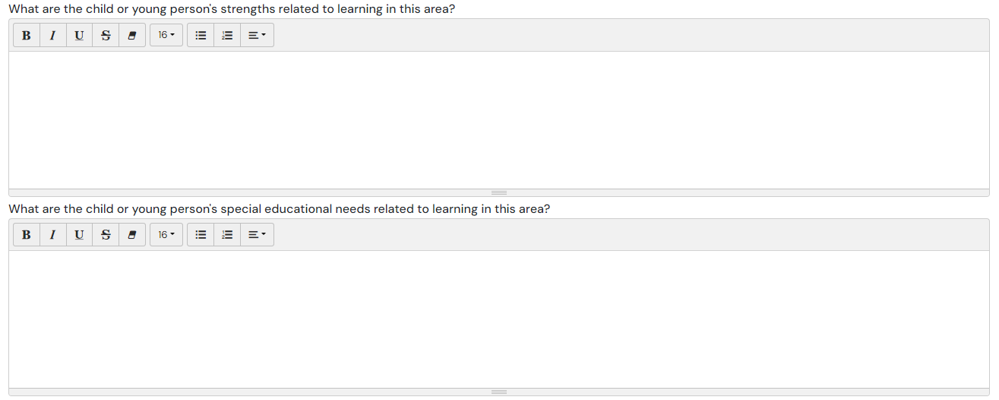 What are the child or young person's strengths related to learning in this area?
B I U S 16
What are the child or young person's special educational needs related to learning in this area?
B I U S 16